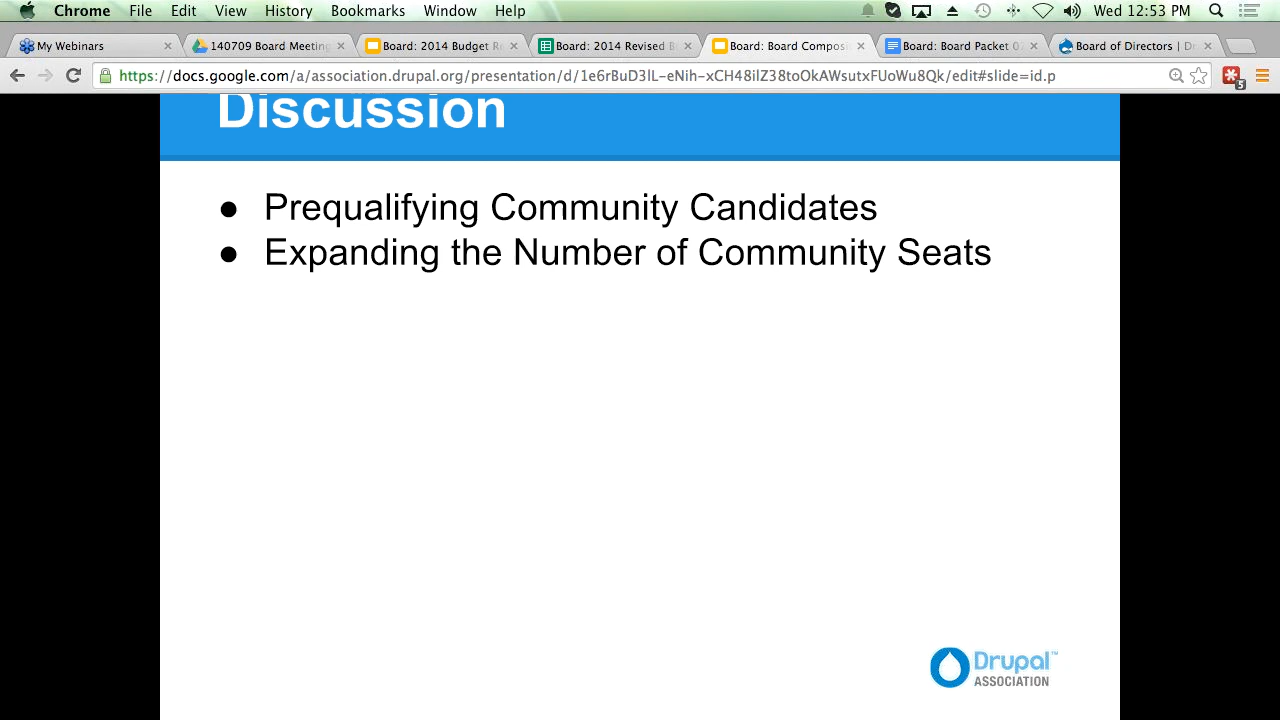 Chrome File Edit View History Bookmarks Window Help Wed 12:53 PM
My Webinars 140709 Board Meeting Board: 2014 Budget R Board: 2014 Revised B Board: Board Composi Board: Board Packet 0 Board of Directors | D
https://docs.google.com/a/association.drupal.org/presentation/d/1e6rBuD3lL-eNih-xCH48ilZ38toOkAWsutxFUoWu8Qk/edit#slide=id.p
5
Discussion
● Prequalifying Community Candidates
● Expanding the Number of Community Seats
Drupal™
ASSOCIATION